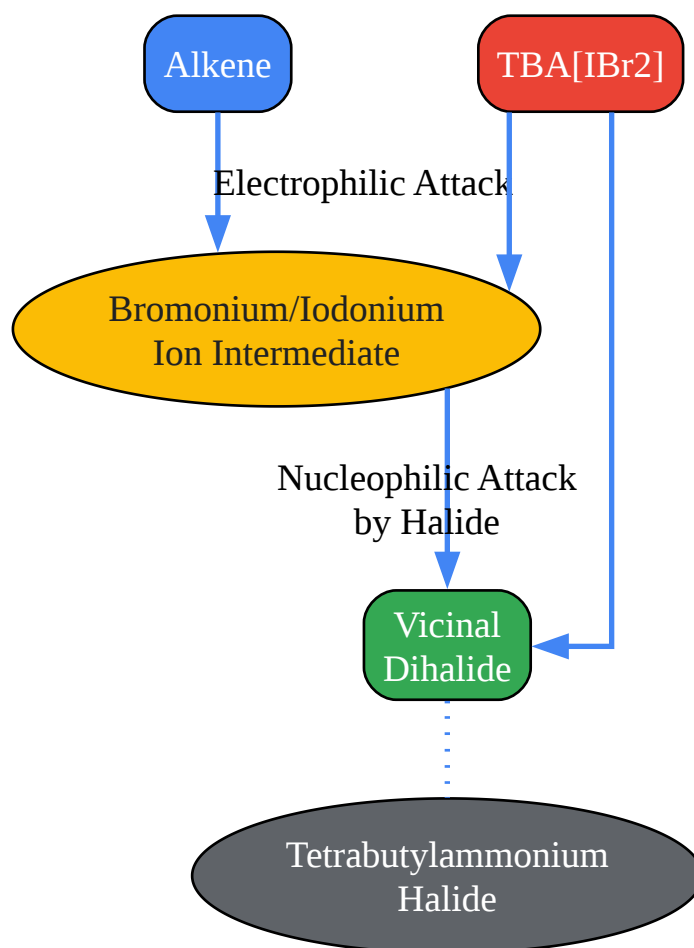 Alkene
TBA[IBr2]
Electrophilic Attack
Bromonium/Iodonium
Ion Intermediate
Nucleophilic Attack
by Halide
Vicinal
Dihalide
Tetrabutylammonium
Halide